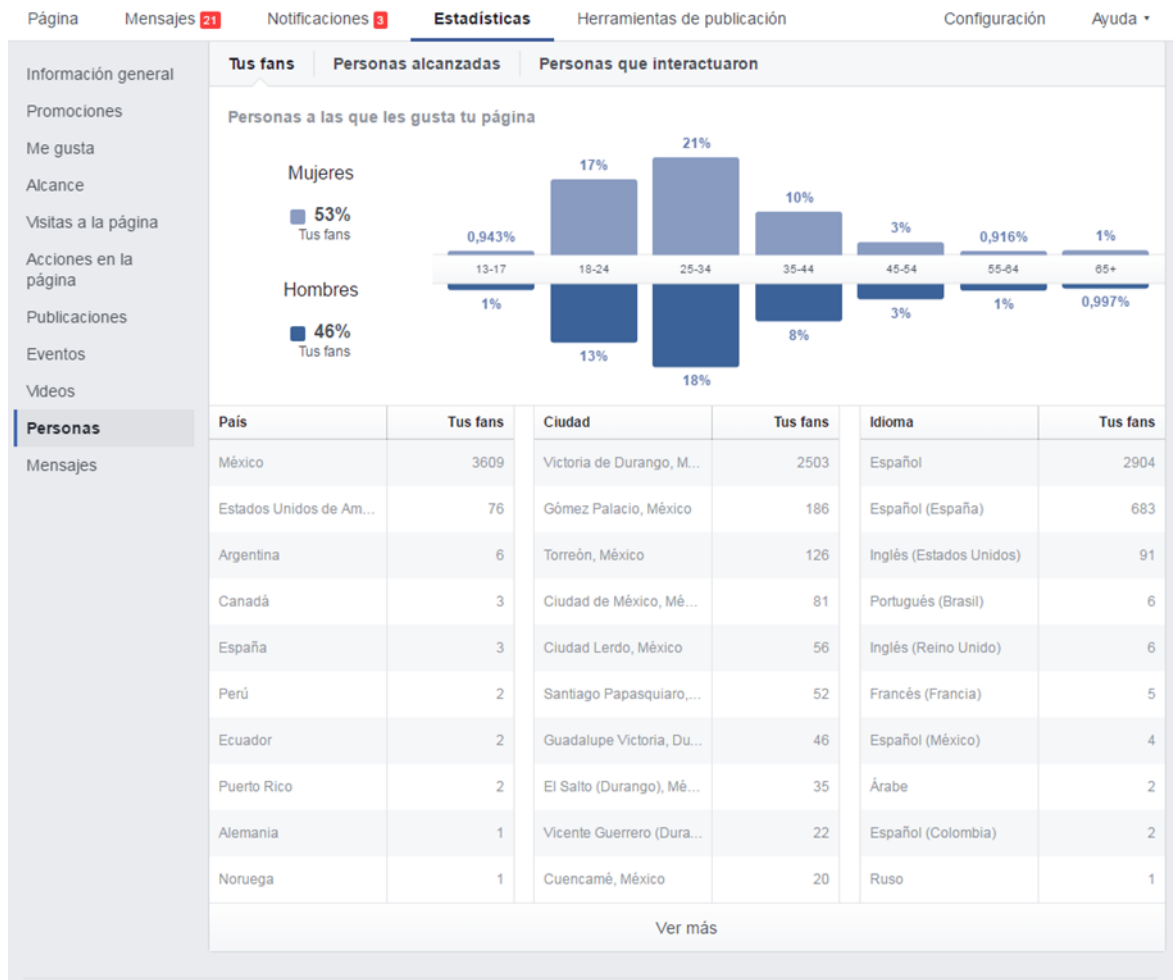 Página Mensajes 21 Notificaciones 3 Estadísticas Herramientas de publicación Configuración Ayuda
Información general
Promociones
Me gusta
Alcance
Visitas a la página
Acciones en la
página
Publicaciones
Eventos
Videos
Personas
Mensajes
Tus fans Personas alcanzadas Personas que interactuaron
Personas a las que les gusta tu página
Mujeres
53%
Tus fans
Hombres
46%
Tus fans
0,943% 17% 21% 10% 3% 0,916% 1%
13-17 18-24 25-34 35-44 45-54 55-64 65+
1% 13% 18% 8% 3% 1% 0,997%
País Tus fans Ciudad Tus fans Idioma Tus fans
México 3609 Victoria de Durango, M... 2503 Español 2904
Estados Unidos de Am... 76 Gómez Palacio, México 186 Español (España) 683
Argentina 6 Torreón, México 126 Inglés (Estados Unidos) 91
Canadá 3 Ciudad de México, Mé... 81 Portugués (Brasil) 6
España 3 Ciudad Lerdo, México 56 Inglés (Reino Unido) 6
Perú 2 Santiago Papasquiaro,... 52 Francés (Francia) 5
Ecuador 2 Guadalupe Victoria, Du... 46 Español (México) 4
Puerto Rico 2 El Salto (Durango), Mé... 35 Árabe 2
Alemania 1 Vicente Guerrero (Dura... 22 Español (Colombia) 2
Noruega 1 Cuencamé, México 20 Ruso 1
Ver más